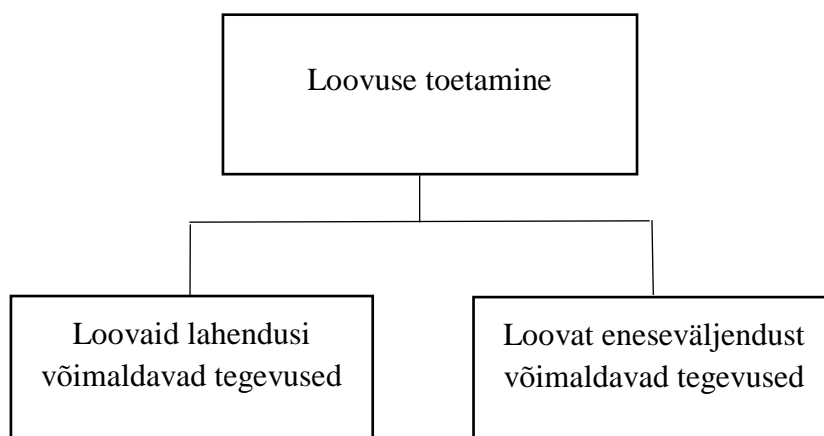 Loovuse toetamine
Loovaid lahendusi
võimaldavad tegevused
Loovat eneseväljendust
võimaldavad tegevused